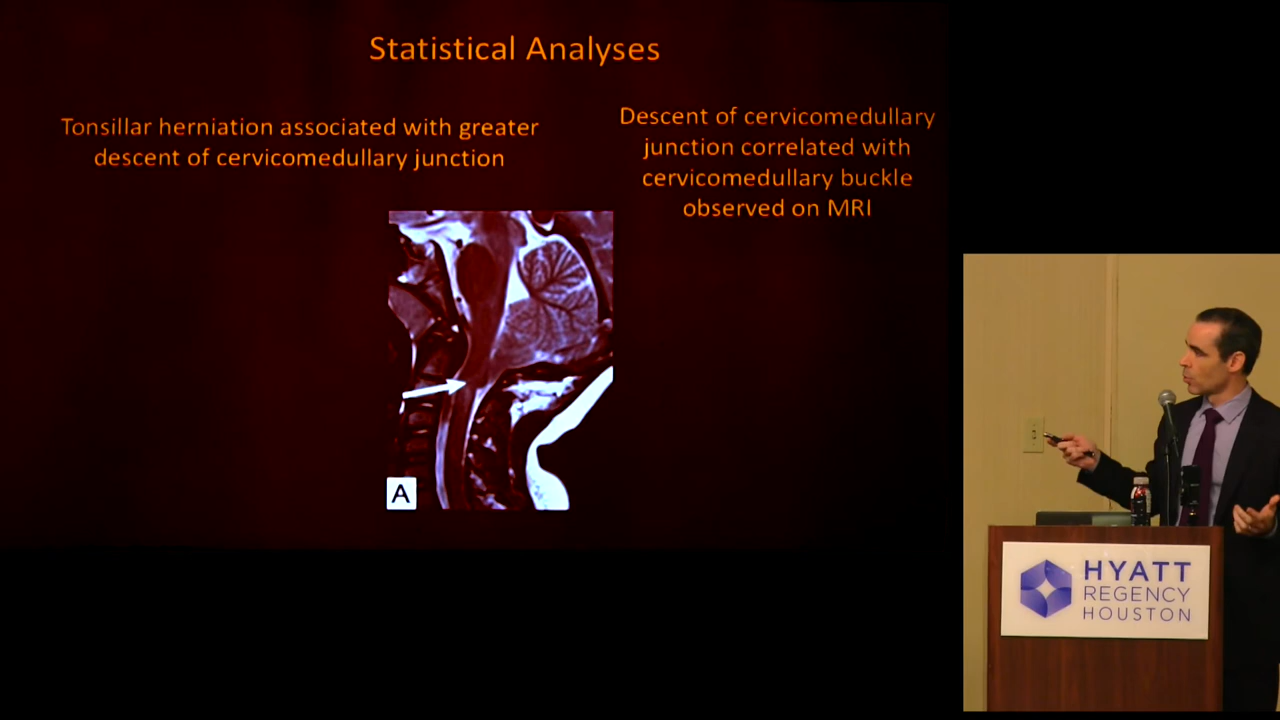 Statistical Analyses
Tonsillar herniation associated with greater
descent of cervicomedullary junction
Descent of cervicomedullary
junction correlated with
cervicomedullary buckle
observed on MRI
A
HYATT
REGENCY
HOUSTON